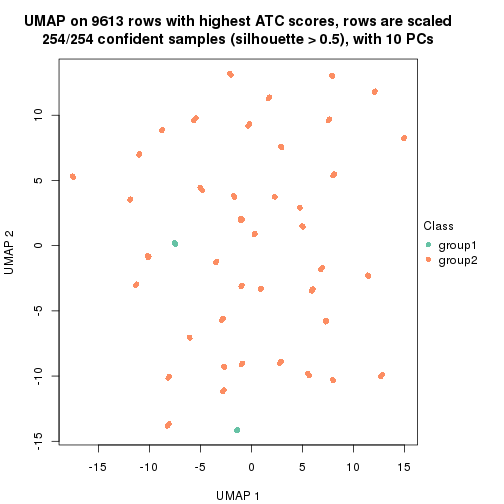 UMAP on 9613 rows with highest ATC scores, rows are scaled
254/254 confident samples (silhouette > 0.5), with 10 PCs
10
5
0
-5
-10
-15
UMAP 2
Class
group1
group2
-15 -10 -5 0 5 10 15
UMAP 1